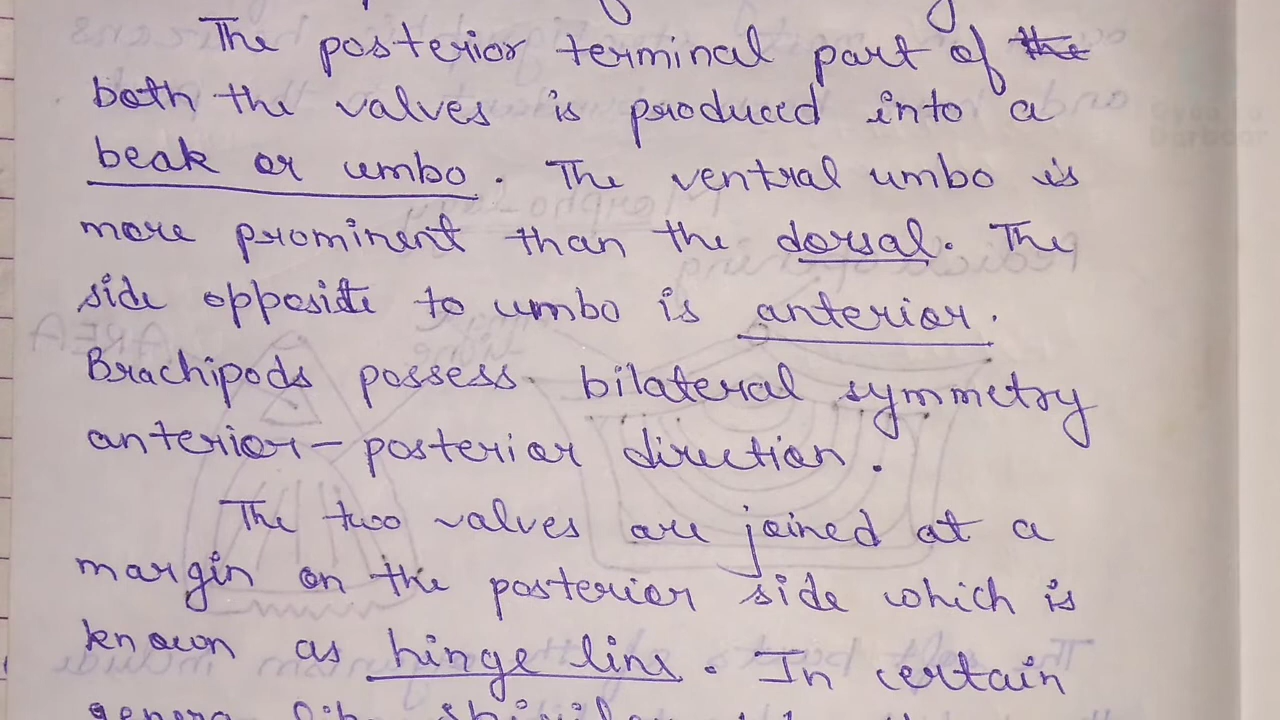 The posterior terminal part of the
both the valves is produced into a
beak or umbo. The ventral umbo is
more prominent than the dorsal. The
side opposite to umbo is anterior.
Brachipods possess bilateral symmetry
anterior-posterior direction.
The two valves are joined at a
margin on the posterior side which is
known as hinge line. In certain
genera like